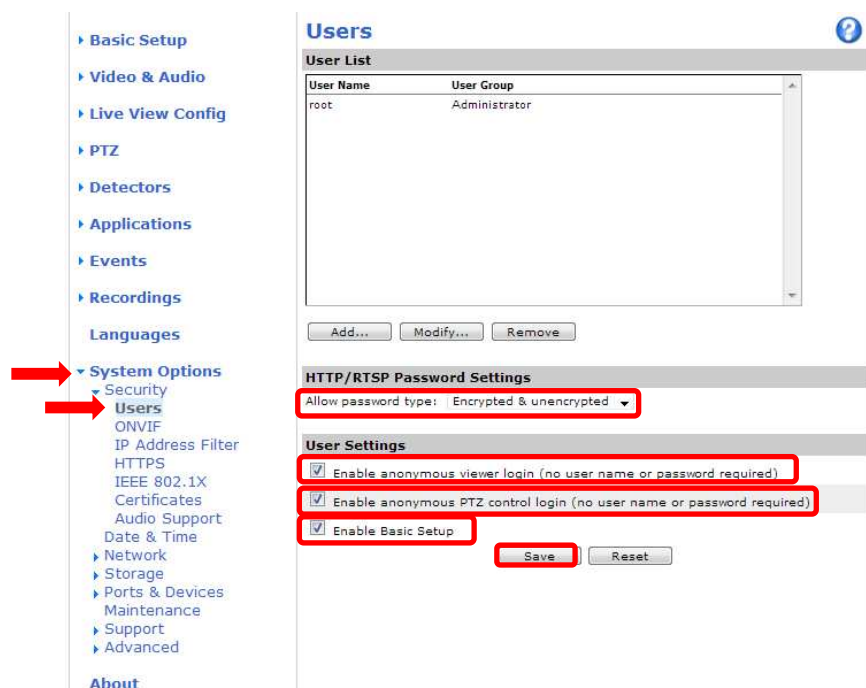 Basic Setup
Video & Audio
Live View Config
PTZ
Detectors
Applications
Events
Recordings
Languages
System Options
Security
Users
ONVIF
IP Address Filter
HTTPS
IEEE 802.1X
Certificates
Audio Support
Date & Time
Network
Storage
Ports & Devices
Maintenance
Support
Advanced
About
Users
?
User List
User Name User Group
root Administrator
Add... Modify... Remove
HTTP/RTSP Password Settings
Allow password type: Encrypted & unencrypted
User Settings
Enable anonymous viewer login (no user name or password required)
Enable anonymous PTZ control login (no user name or password required)
Enable Basic Setup
Save Reset